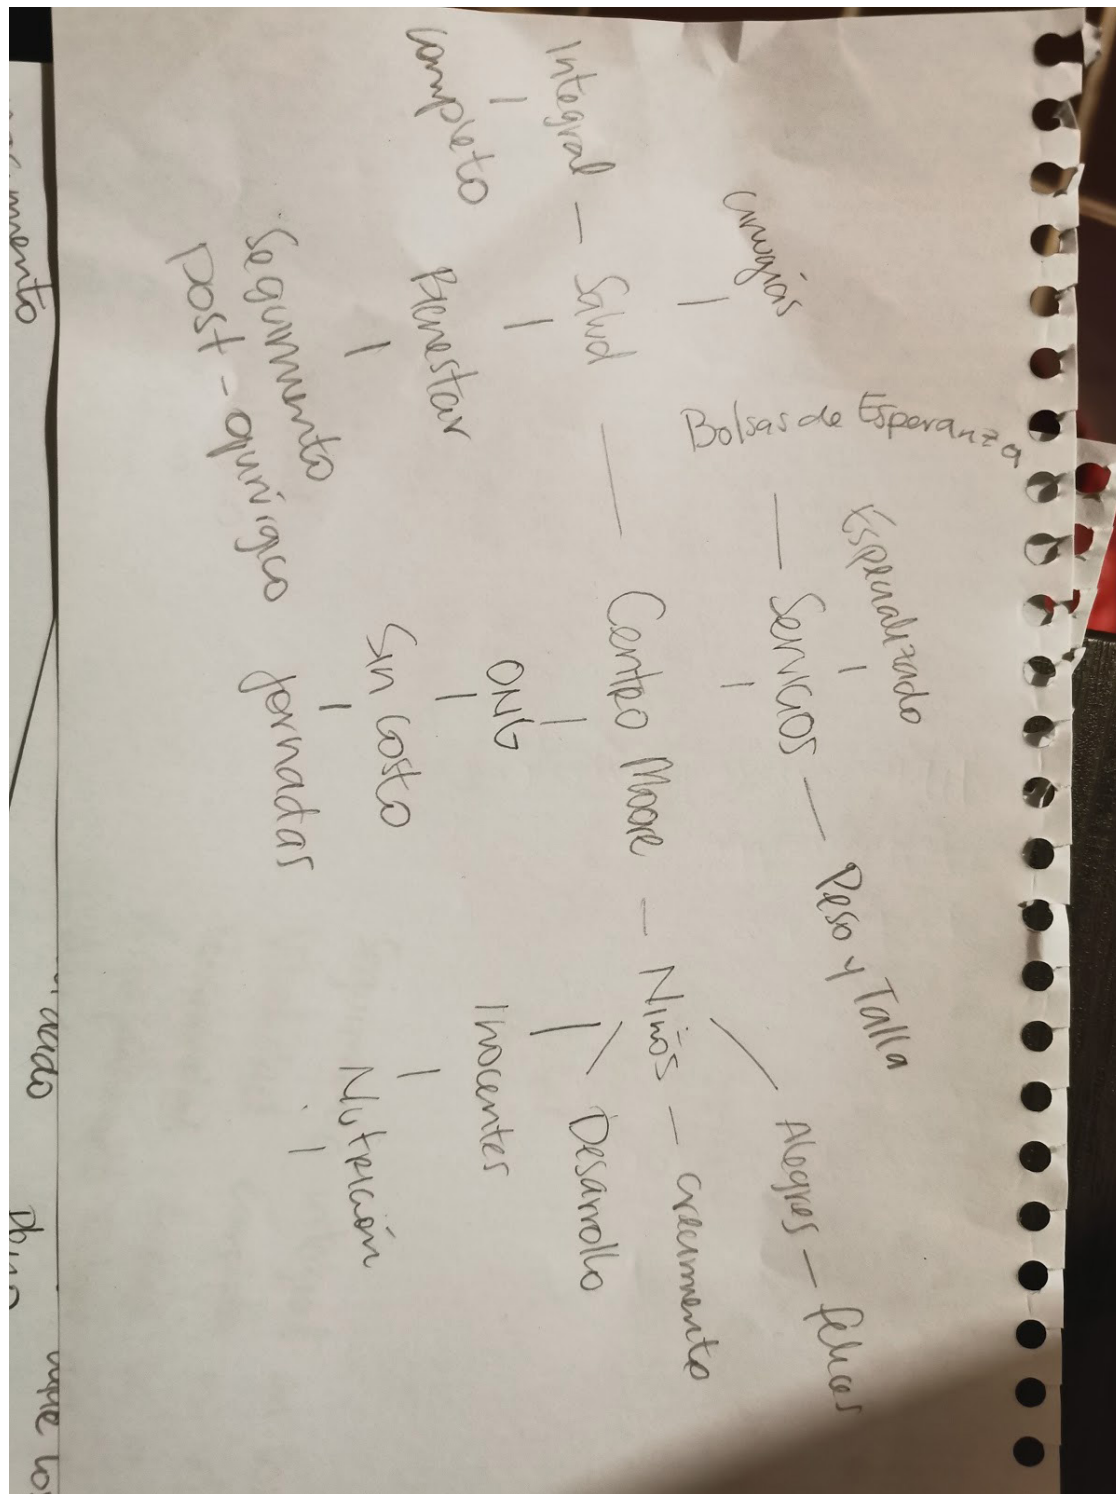 Especializado
Bolsas de Esperanza
cirugías
Servicios — Peso y Talla
Alegres — felices
Integral — Salud — Centro Moore — Niños — crecimiento
Desarrollo
completo
Bienestar
ONG
Inocentes
Sin costo
Nutrición
Seguimiento
post - quirúrgico
Jornadas